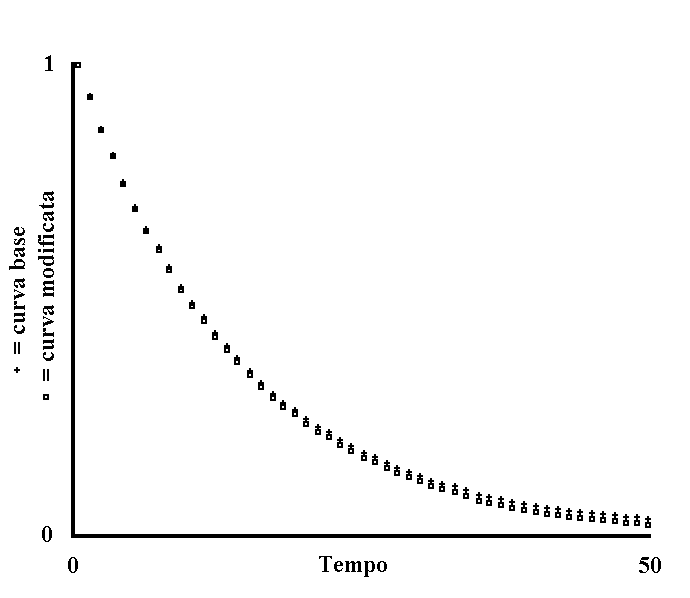 1
+ = curva base
▫ = curva modificata
0
0
Tempo
50